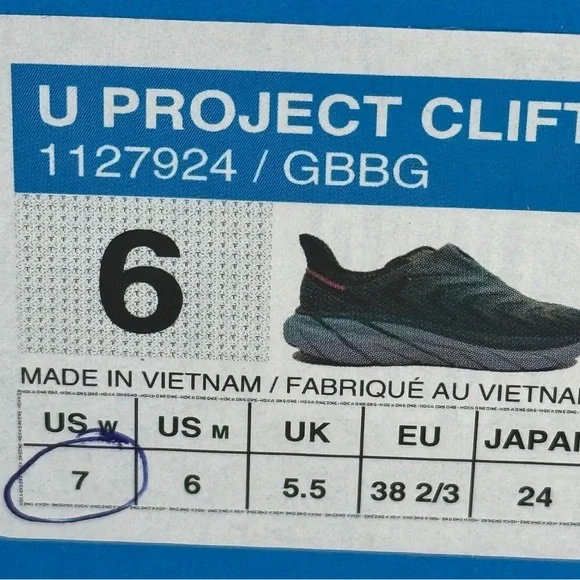 U PROJECT CLIFT
1127924 / GBBG
6
MADE IN VIETNAM / FABRIQUÉ AU VIETNA
US W US M UK EU JAPAN
7 6 5.5 38 2/3 24